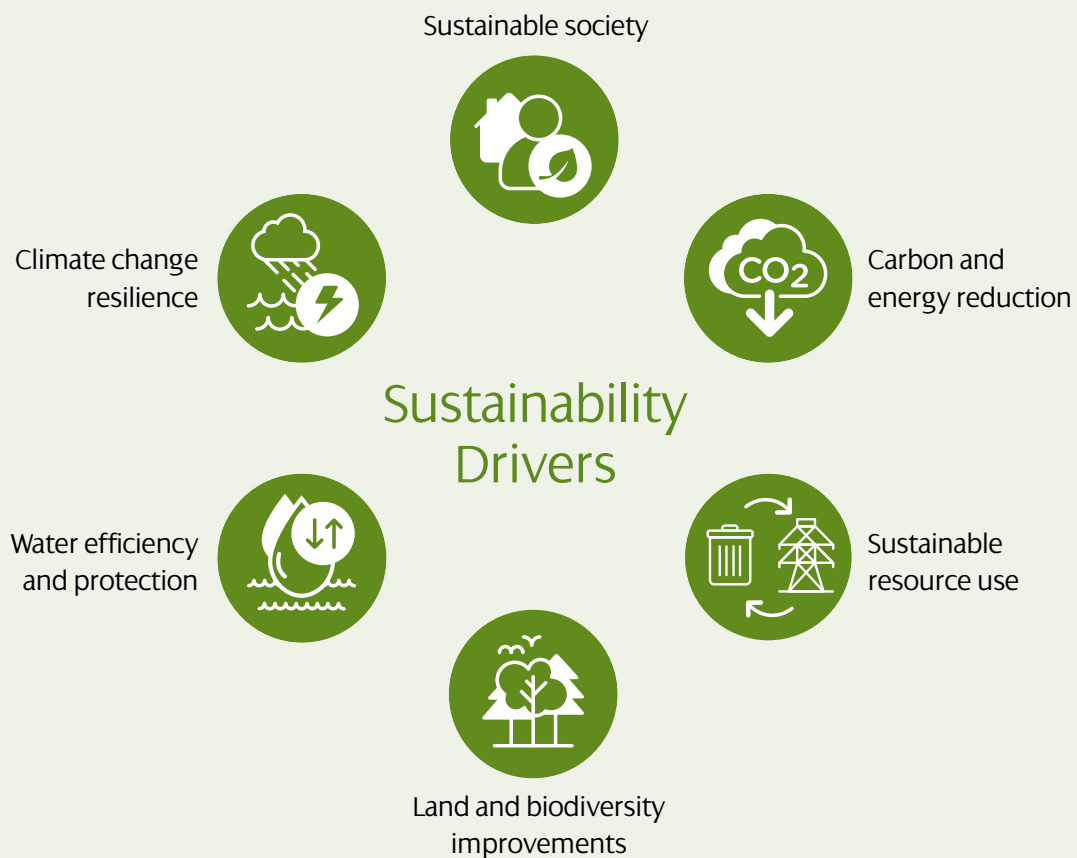 Sustainable society
Climate change
resilience
CO2
Carbon and
energy reduction
Sustainability
Drivers
Water efficiency
and protection
Sustainable
resource use
Land and biodiversity
improvements